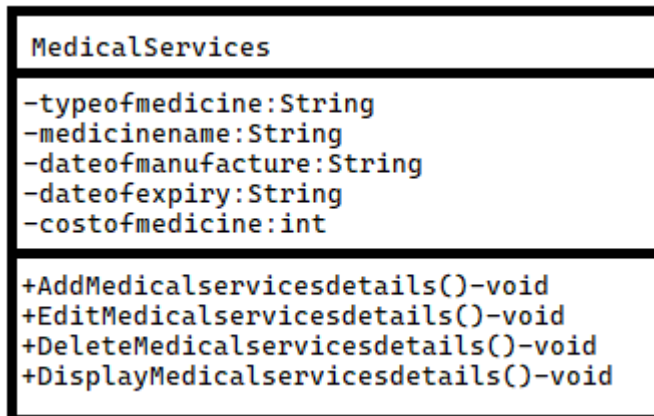 MedicalServices
-typeofmedicine:String
-medicinename:String
-dateofmanufacture:String
-dateofexpiry:String
-costofmedicine:int
+AddMedicalservicesdetails()-void
+EditMedicalservicesdetails()-void
+DeleteMedicalservicesdetails()-void
+DisplayMedicalservicesdetails()-void